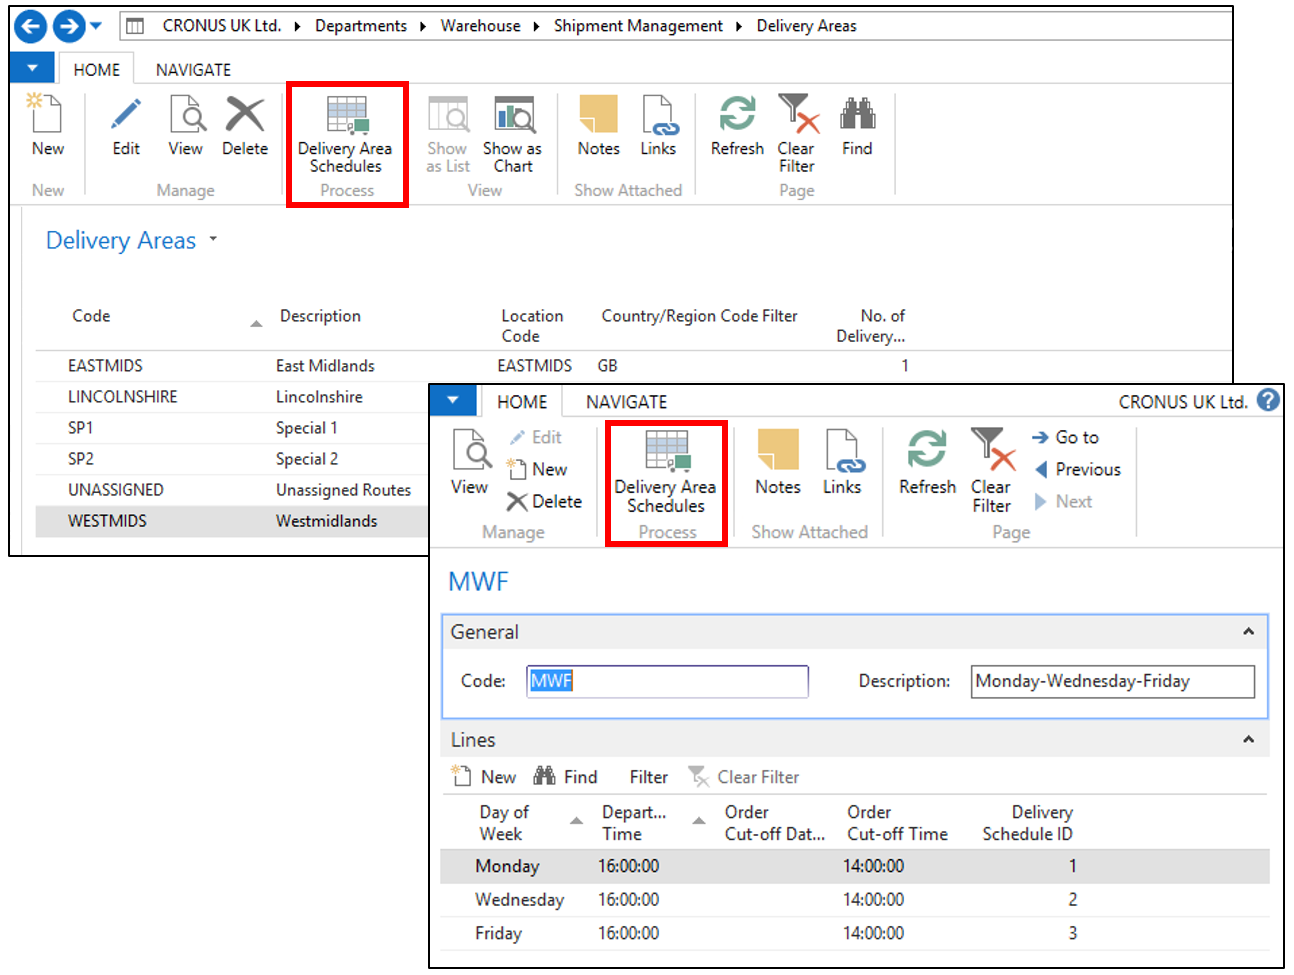 CRONUS UK Ltd. Departments Warehouse Shipment Management Delivery Areas
HOME NAVIGATE
New
Edit View Delete
Delivery Area Schedules
Show as List
Show as Chart
Notes Links
Refresh
Clear Filter
Find
New Manage Process View Show Attached Page
Delivery Areas
Code Description Location Code Country/Region Code Filter No. of Delivery...
EASTMIDS East Midlands EASTMIDS GB 1
LINCOLNSHIRE Lincolnshire
SP1 Special 1
SP2 Special 2
UNASSIGNED Unassigned Routes
WESTMIDS Westmidlands
HOME NAVIGATE CRONUS UK Ltd.
View
Edit
New
Delete
Delivery Area Schedules
Notes Links
Refresh
Clear Filter
Go to
Previous
Next
Manage Process Show Attached Page
MWF
General
Code: MWF Description: Monday-Wednesday-Friday
Lines
New Find Filter Clear Filter
Day of Week Depart... Time Order Cut-off Dat... Order Cut-off Time Delivery Schedule ID
Monday 16:00:00 14:00:00 1
Wednesday 16:00:00 14:00:00 2
Friday 16:00:00 14:00:00 3